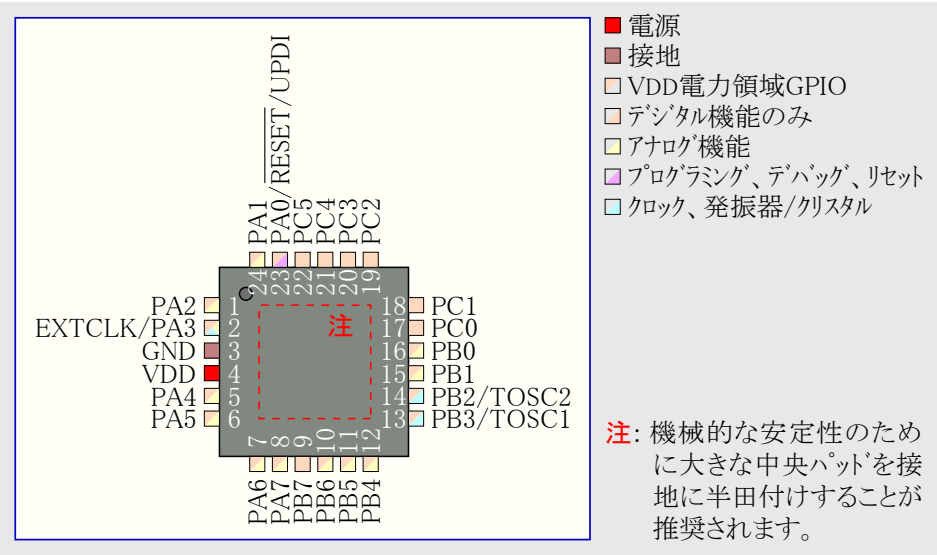 PA1
PA0/RESET/UPDI
PC5
PC4
PC3
PC2
24
23
22
21
20
19
PA2 1
EXTCLK/PA3 2
GND 3
VDD 4
PA4 5
PA5 6
注
18 PC1
17 PC0
16 PB0
15 PB1
14 PB2/TOSC2
13 PB3/TOSC1
7
8
9
10
11
12
PA6
PA7
PB7
PB6
PB5
PB4
電源
接地
VDD電力領域GPIO
ﾃﾞｼﾞﾀﾙ機能のみ
ｱﾅﾛｸﾞ機能
ﾌﾟﾛｸﾞﾗﾐﾝｸﾞ、ﾃﾞﾊﾞｯｸﾞ、ﾘｾｯﾄ
ｸﾛｯｸ、発振器/ｸﾘｽﾀﾙ
注: 機械的な安定性のため
に大きな中央ﾊﾟｯﾄﾞを接
地に半田付けすることが
推奨されます。